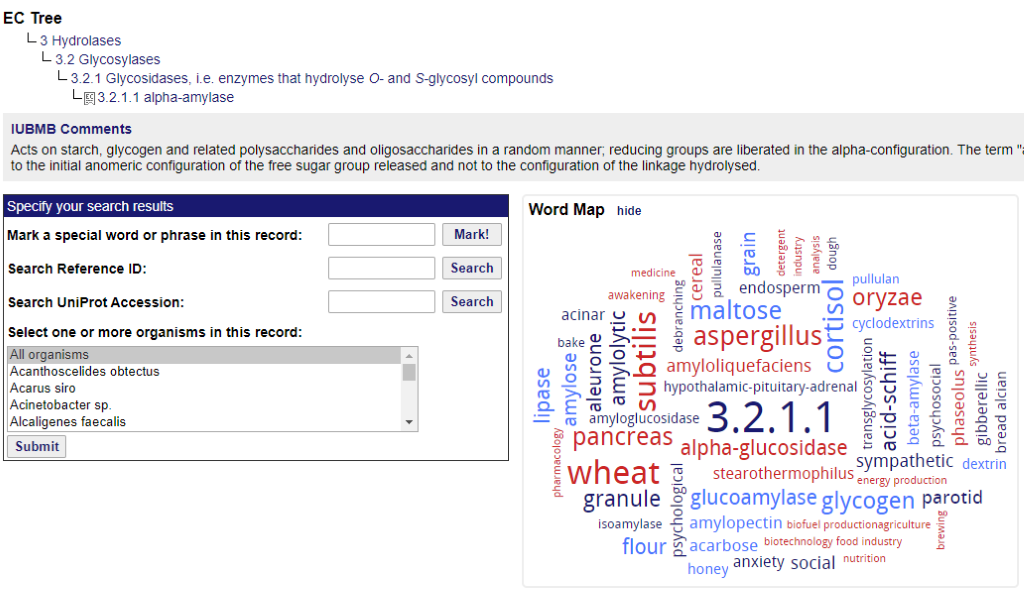 EC Tree
3 Hydrolases
3.2 Glycosylases
3.2.1 Glycosidases, i.e. enzymes that hydrolyse O- and S-glycosyl compounds
3.2.1.1 alpha-amylase
IUBMB Comments
Acts on starch, glycogen and related polysaccharides and oligosaccharides in a random manner; reducing groups are liberated in the alpha-configuration. The term "a
to the initial anomeric configuration of the free sugar group released and not to the configuration of the linkage hydrolysed.
Specify your search results
Mark a special word or phrase in this record:
Mark!
Search Reference ID:
Search
Search UniProt Accession:
Search
Select one or more organisms in this record:
All organisms
Acanthoscelides obtectus
Acarus siro
Acinetobacter sp.
Alcaligenes faecalis
Submit
Word Map hide
medicine
awakening
cereal
pullulanase
grain
detergent
industry
analysis
dough
endosperm
pullulan
oryzae
cyclodextrins
cortisol
maltose
debranching
acinar
bake
aleurone
amylolytic
subtilis
aspergillus
amyloliquefaciens
hypothalamic-pituitary-adrenal
lipase
amylose
amyloglucosidase
3.2.1.1
transglycosylation
acid-schiff
beta-amylase
psychosocial
pas-positive
phaseolus
synthesis
gibberellic
bread alcian
pharmacology
pancreas
alpha-glucosidase
wheat
stearothermophilus
sympathetic
dextrin
energy production
granule
psychological
glucoamylase
glycogen
parotid
isoamylase
amylopectin
biofuel productionagriculture
brewing
flour
acarbose
biotechnology food industry
honey
anxiety
social
nutrition